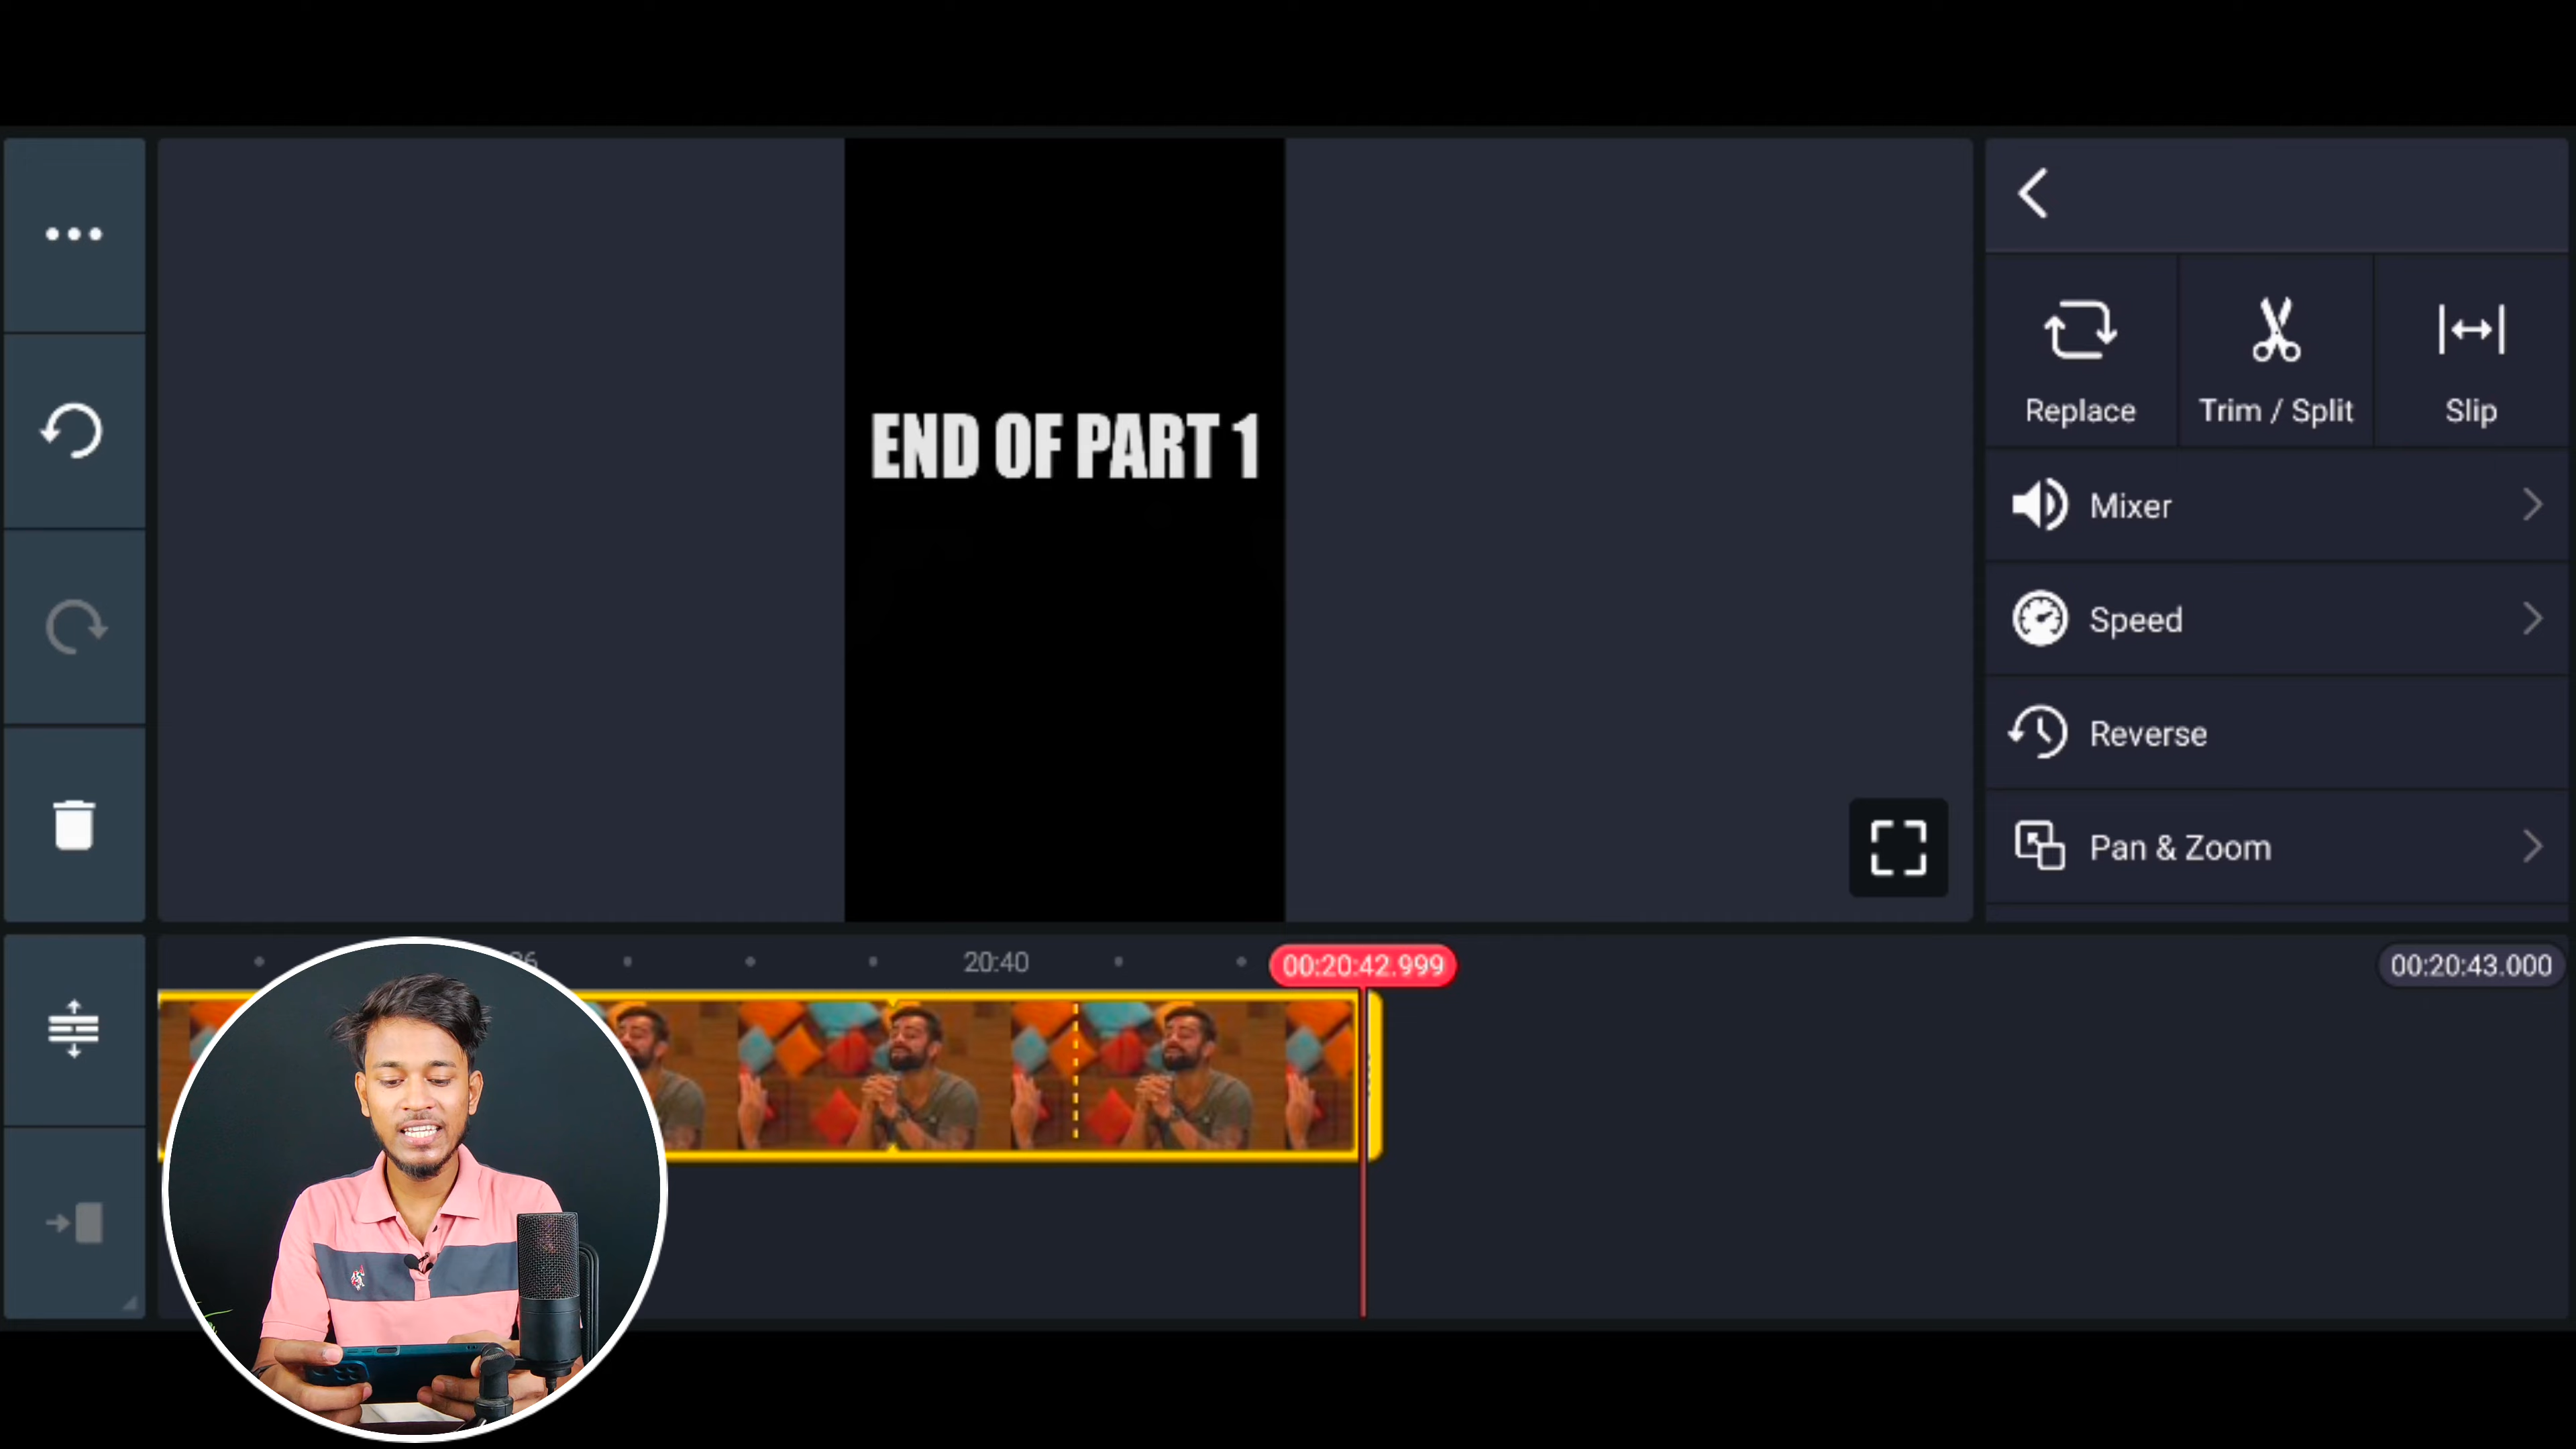 END OF PART 1
Replace
Trim / Split
Slip
Mixer
Speed
Reverse
Pan & Zoom
20:40
00:20:42.999
00:20:43.000